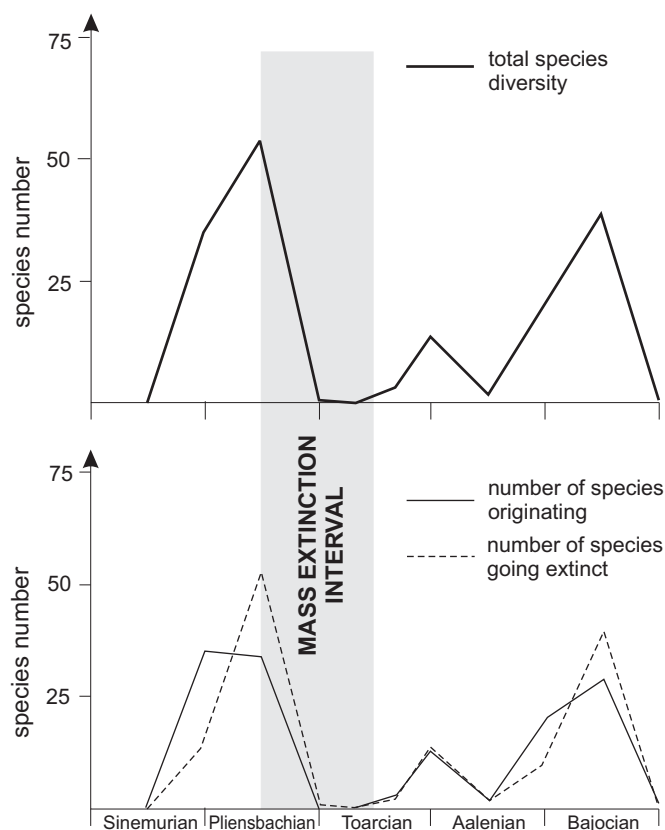 75
50
25
species number
total species
diversity
75
50
25
species number
MASS EXTINCTION
INTERVAL
number of species
originating
number of species
going extinct
Sinemurian
Pliensbachian
Toarcian
Aalenian
Bajocian